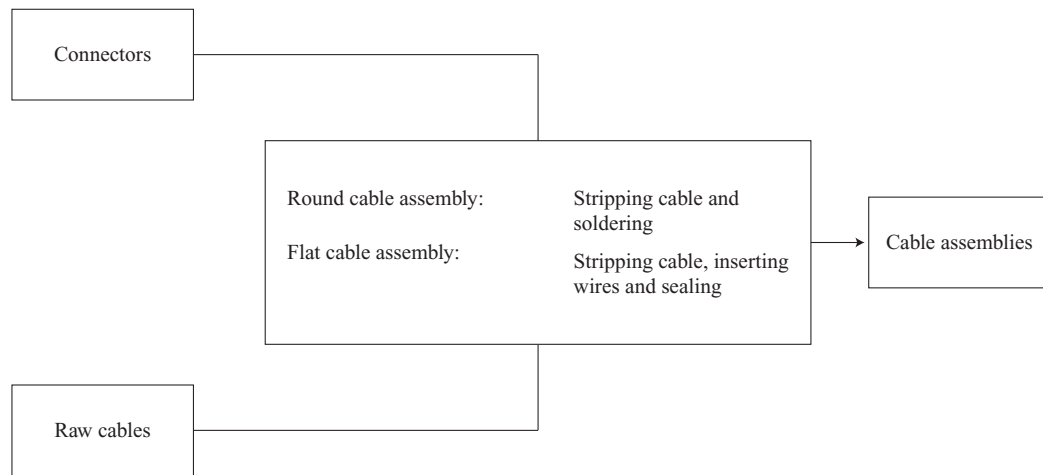 Connectors
Round cable assembly:
Stripping cable and
soldering
Flat cable assembly:
Stripping cable, inserting
wires and sealing
Cable assemblies
Raw cables